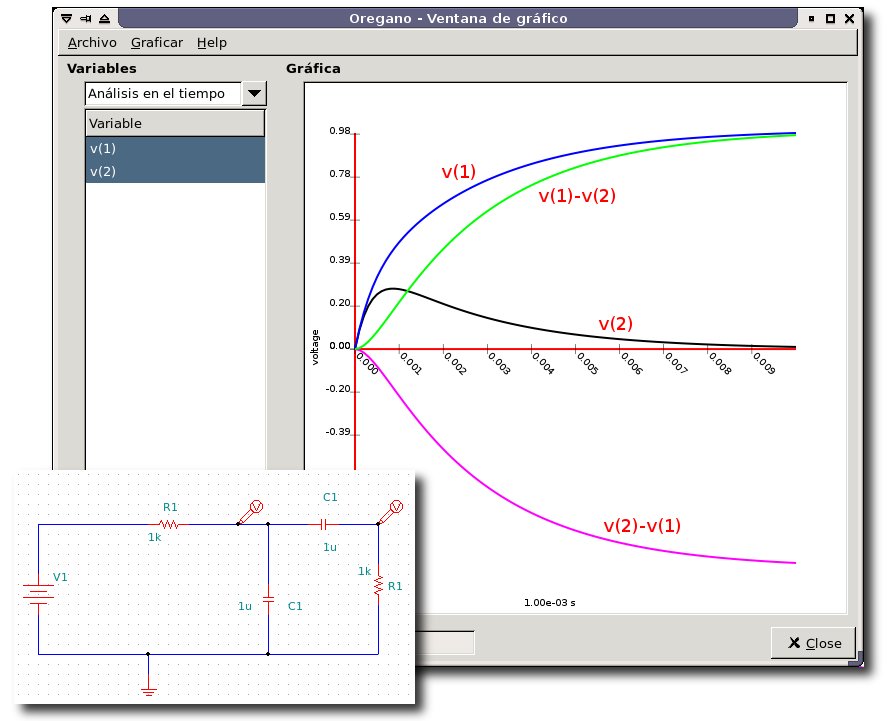 Oregano - Ventana de gráfico
Archivo Graficar Help
Variables
Gráfica
Análisis en el tiempo
Variable
v(1)
v(2)
0.98
0.78
0.59
0.39
0.20
0.00
-0.20
-0.39
voltage
0.000 0.001 0.002 0.003 0.004 0.005 0.006 0.007 0.008 0.009
v(1)
v(1)-v(2)
v(2)
v(2)-v(1)
1.00e-03 s
Close
R1
1k
V
C1
1u
V
V1
1u
C1
1k
R1